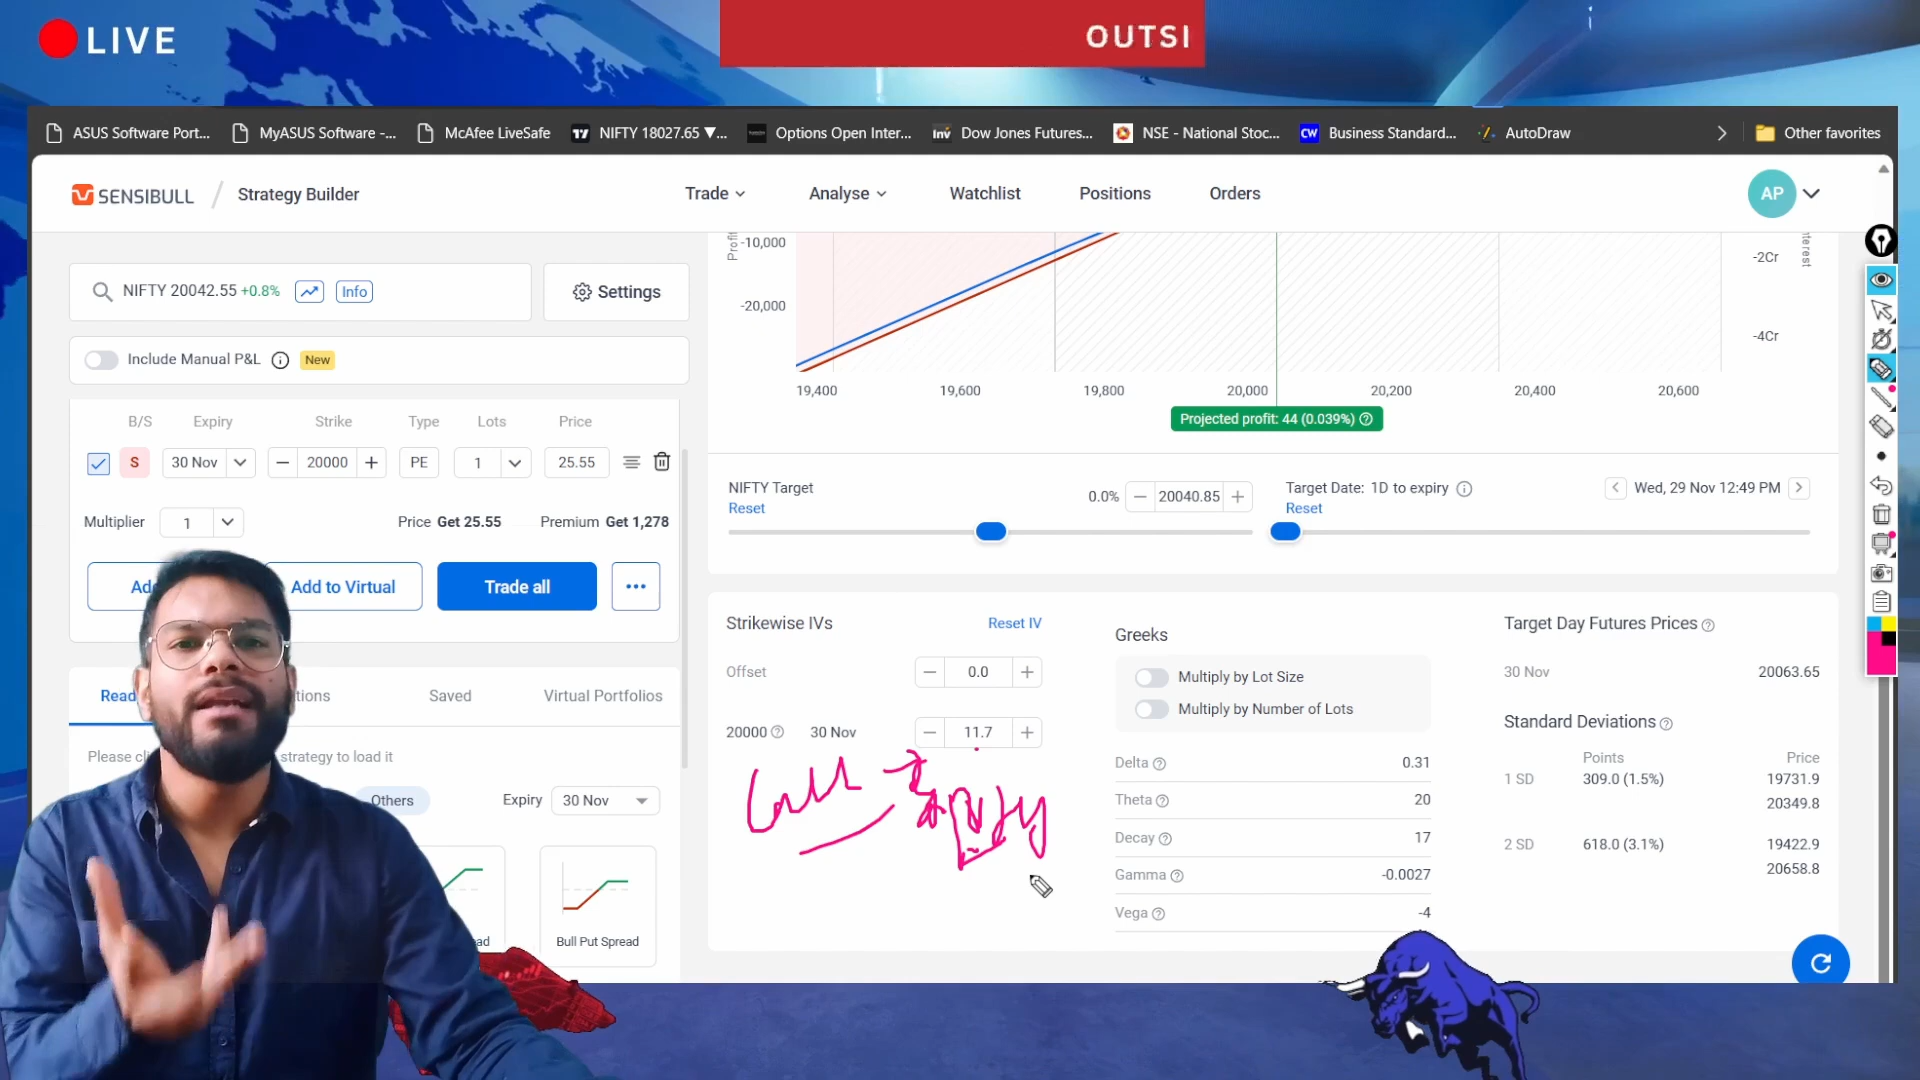 LIVE
OUTSI
ASUS Software Port...
MyASUS Software -...
McAfee LiveSafe
NIFTY 18027.65 ▼...
Options Open Inter...
Dow Jones Futures...
NSE - National Stoc...
Business Standard...
AutoDraw
Other favorites
SENSIBULL / Strategy Builder
Trade
Analyse
Watchlist
Positions
Orders
AP
NIFTY 20042.55 +0.8%
Info
Settings
Include Manual P&L
New
B/S Expiry Strike Type Lots Price
S 30 Nov − 20000 + PE 1 25.55
Multiplier 1 Price Get 25.55 Premium Get 1,278
Add to Virtual
Trade all
Saved
Virtual Portfolios
strategy to load it
Others
Expiry 30 Nov
Bull Put Spread
-10,000
-20,000
-2Cr
-4Cr
19,400 19,600 19,800 20,000 20,200 20,400 20,600
Projected profit: 44 (0.039%)
NIFTY Target
Reset
0.0% − 20040.85 +
Target Date: 1D to expiry
Reset
Wed, 29 Nov 12:49 PM
Strikewise IVs
Reset IV
Offset − 0.0 +
20000 30 Nov − 11.7 +
Greeks
Multiply by Lot Size
Multiply by Number of Lots
Delta 0.31
Theta 20
Decay 17
Gamma -0.0027
Vega -4
Target Day Futures Prices
30 Nov 20063.65
Standard Deviations
Points Price
1 SD 309.0 (1.5%) 19731.9
20349.8
2 SD 618.0 (3.1%) 19422.9
20658.8